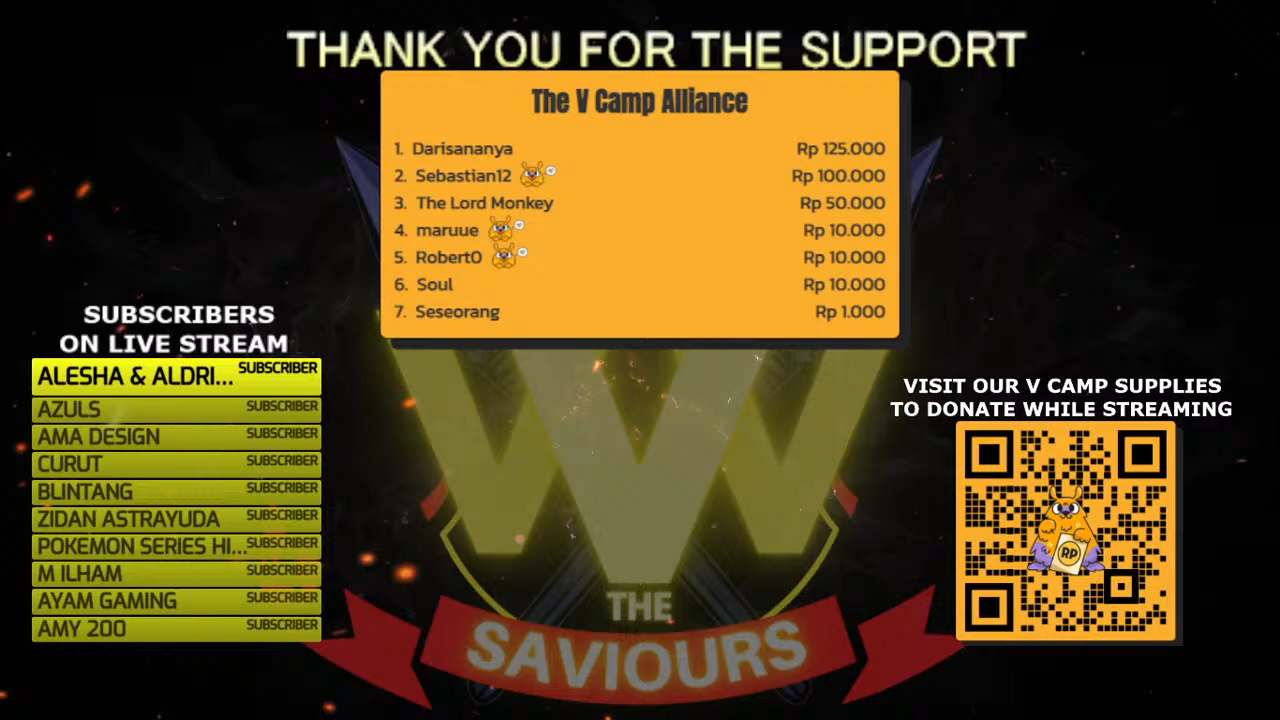 THANK YOU FOR THE SUPPORT
The V Camp Alliance
1. Darisananya Rp 125.000
2. Sebastian12 Rp 100.000
3. The Lord Monkey Rp 50.000
4. maruue Rp 10.000
5. Robert0 Rp 10.000
6. Soul Rp 10.000
7. Seseorang Rp 1.000
SUBSCRIBERS
ON LIVE STREAM
ALESHA & ALDRI... SUBSCRIBER
AZULS SUBSCRIBER
AMA DESIGN SUBSCRIBER
CURUT SUBSCRIBER
BLINTANG SUBSCRIBER
ZIDAN ASTRAYUDA SUBSCRIBER
POKEMON SERIES HI... SUBSCRIBER
M ILHAM SUBSCRIBER
AYAM GAMING SUBSCRIBER
AMY 200 SUBSCRIBER
VISIT OUR V CAMP SUPPLIES
TO DONATE WHILE STREAMING
RP
THE
SAVIOURS